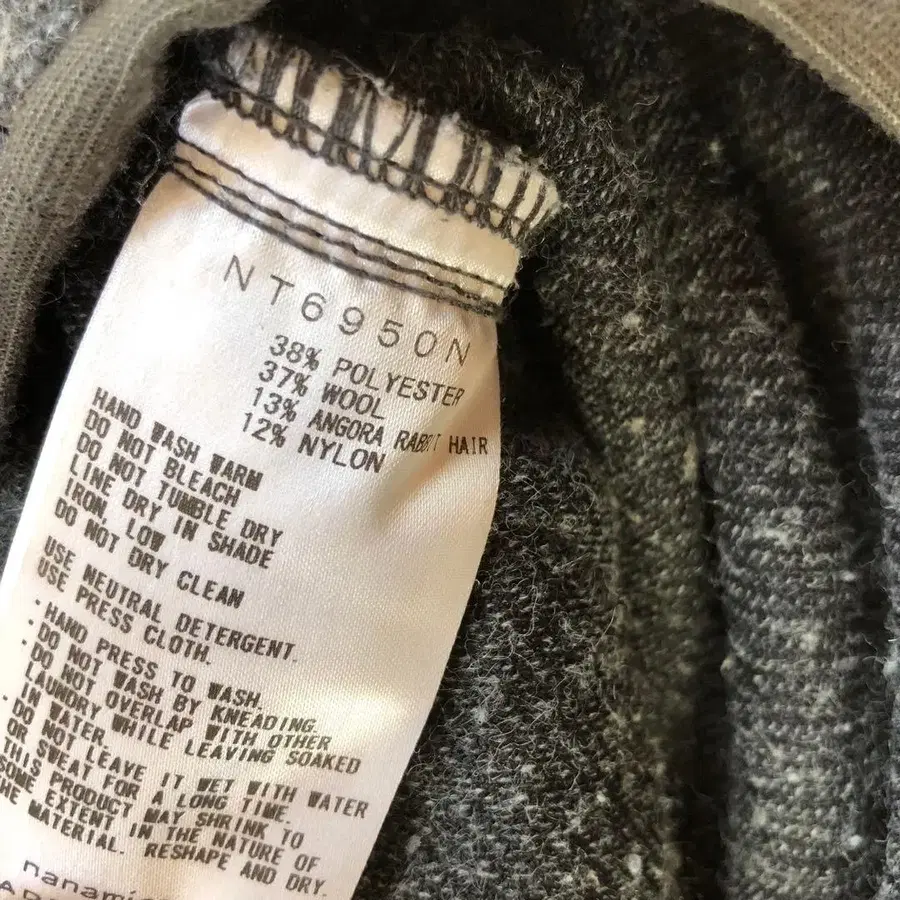 NT6950N
38% POLYESTER
37% WOOL
13% ANGORA RABBIT HAIR
12% NYLON
HAND WASH WARM
DO NOT BLEACH
DO NOT TUMBLE DRY
LINE DRY IN SHADE
IRON, LOW
DO NOT DRY CLEAN
USE NEUTRAL DETERGENT.
USE PRESS CLOTH.
・HAND PRESS TO WASH.
・DO NOT WASH BY KNEADING.
・DO NOT OVERLAP WITH OTHER
LAUNDRY WHILE LEAVING SOAKED
IN WATER.
・DO NOT LEAVE IT WET WITH WATER
OR SWEAT FOR A LONG TIME.
THIS PRODUCT MAY SHRINK TO
SOME EXTENT IN THE NATURE OF
THE MATERIAL. RESHAPE AND DRY.
nanami